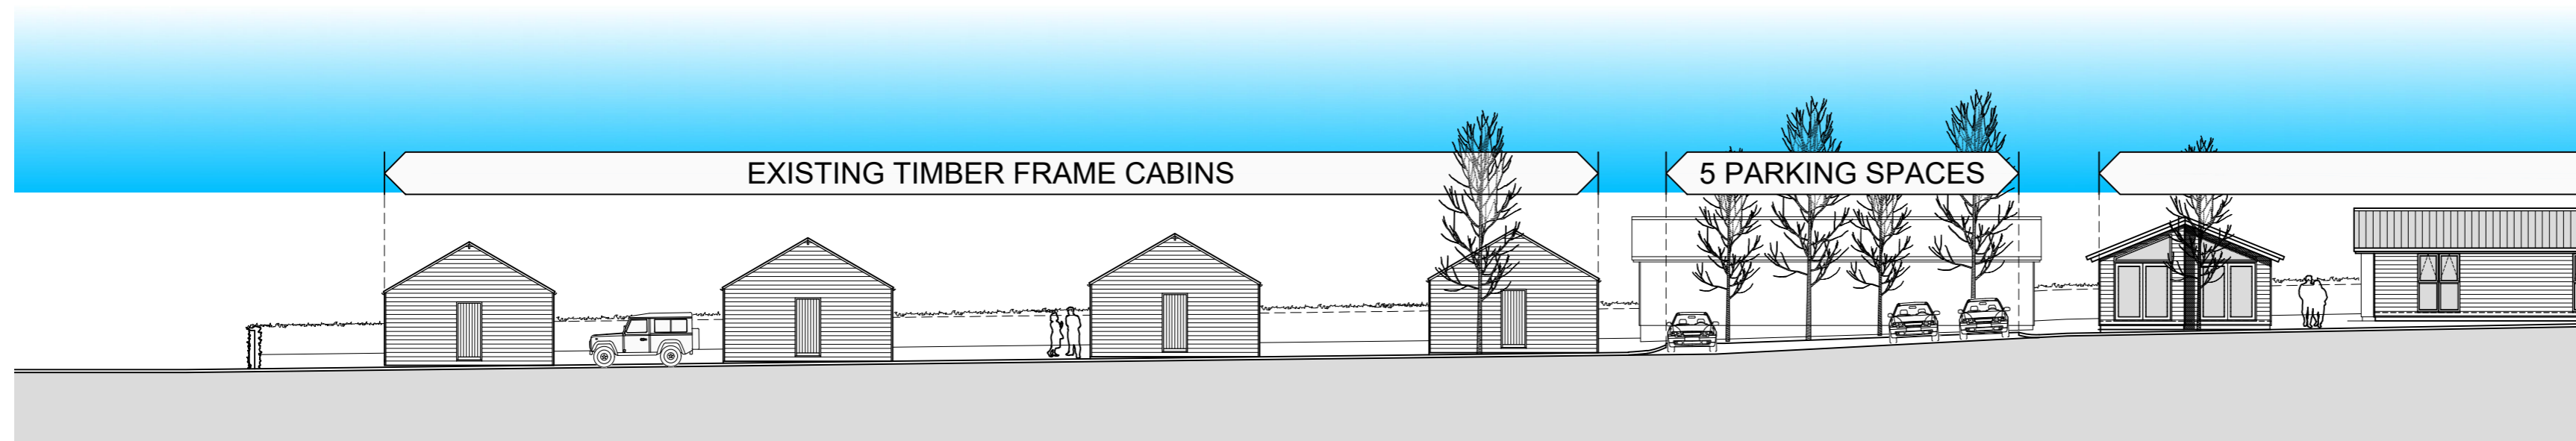 EXISTING TIMBER FRAME CABINS
5 PARKING SPACES